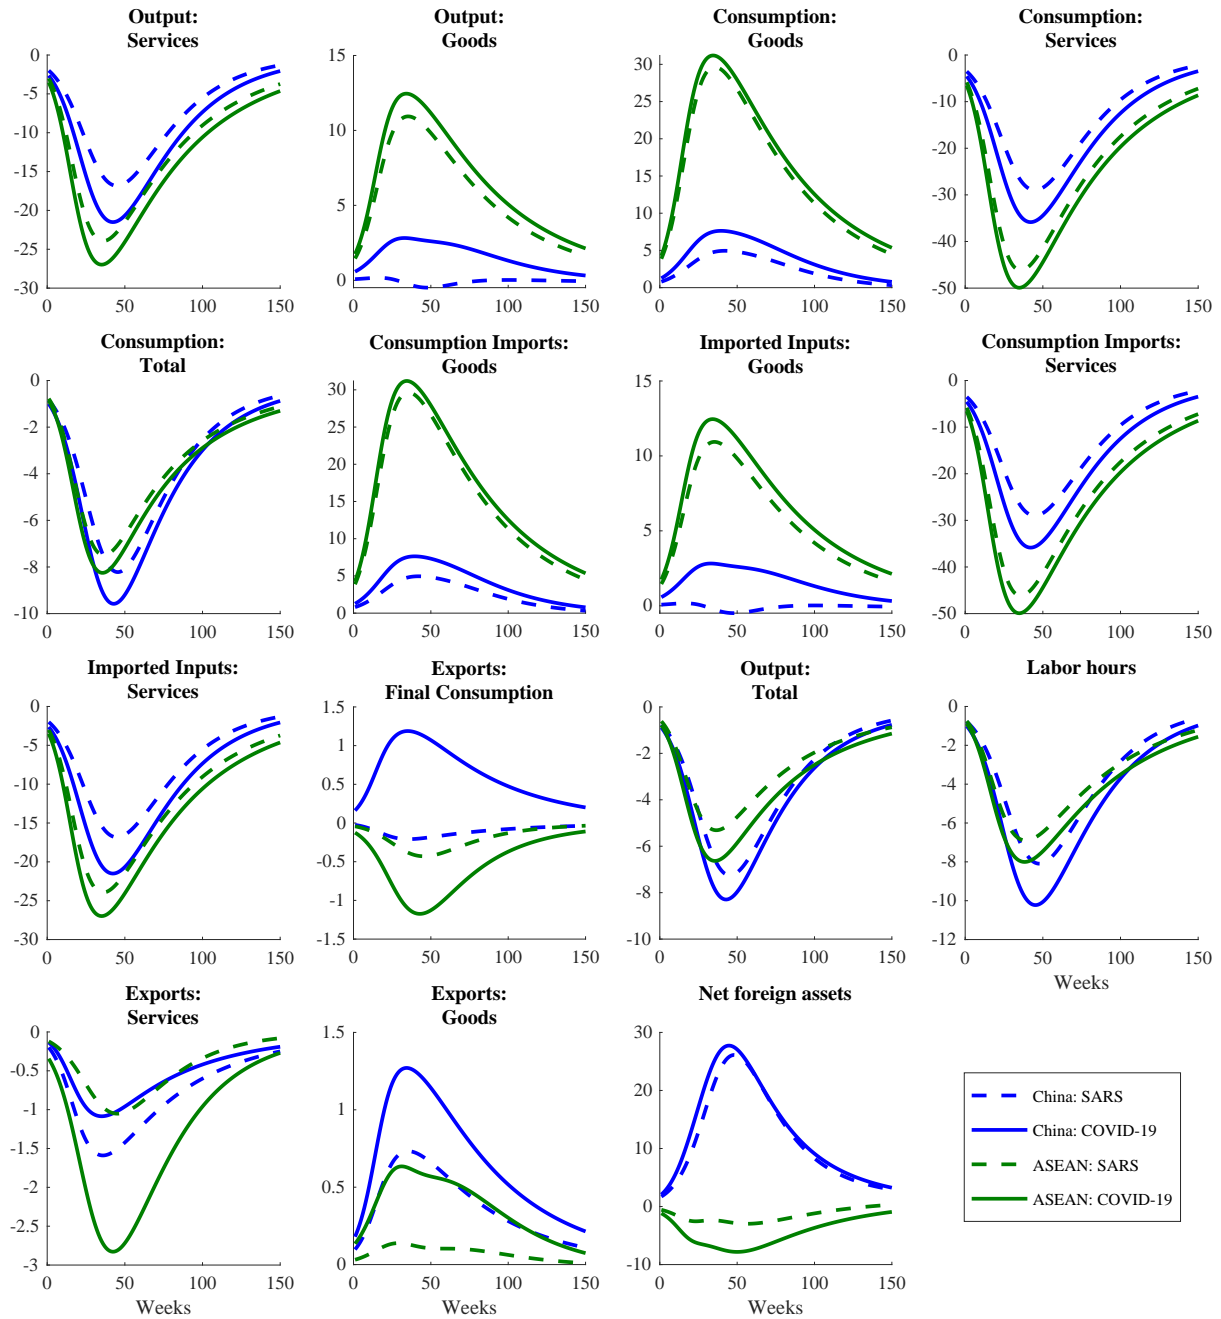 Output:
Services
0
-5
-10
-15
-20
-25
-30
0 50 100 150
Output:
Goods
15
10
5
0
0 50 100 150
Consumption:
Goods
30
25
20
15
10
5
0
0 50 100 150
Consumption:
Services
0
-10
-20
-30
-40
-50
0 50 100 150
Consumption:
Total
0
-2
-4
-6
-8
-10
0 50 100 150
Consumption Imports:
Goods
30
25
20
15
10
5
0
0 50 100 150
Imported Inputs:
Goods
15
10
5
0
0 50 100 150
Consumption Imports:
Services
0
-10
-20
-30
-40
-50
0 50 100 150
Imported Inputs:
Services
0
-5
-10
-15
-20
-25
-30
0 50 100 150
Exports:
Final Consumption
1.5
1
0.5
0
-0.5
-1
-1.5
0 50 100 150
Output:
Total
0
-2
-4
-6
-8
-10
0 50 100 150
Labor hours
0
-2
-4
-6
-8
-10
-12
0 50 100 150
Weeks
Exports:
Services
0
-0.5
-1
-1.5
-2
-2.5
-3
0 50 100 150
Weeks
Exports:
Goods
1.5
1
0.5
0
0 50 100 150
Weeks
Net foreign assets
30
20
10
0
-10
0 50 100 150
Weeks
China: SARS
China: COVID-19
ASEAN: SARS
ASEAN: COVID-19